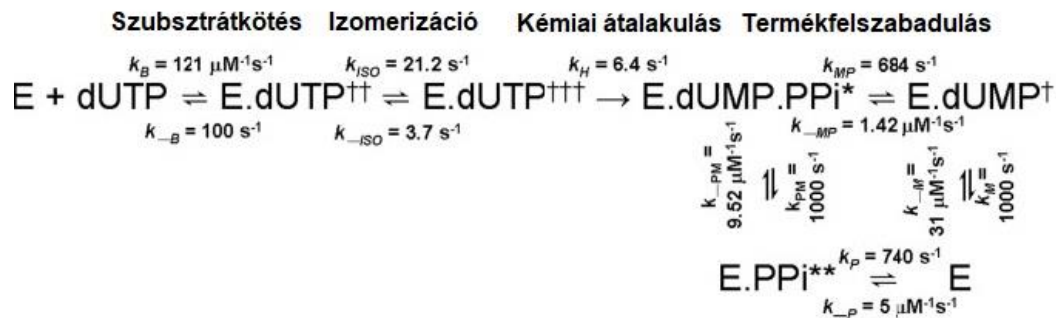 Szubsztrátkötés Izomerizáció Kémiai átalakulás Termékfelszabadulás
k_B = 121 μM⁻¹s⁻¹ k_ISO = 21.2 s⁻¹ k_H = 6.4 s⁻¹ k_MP = 684 s⁻¹
E + dUTP ⇌ E.dUTP†† ⇌ E.dUTP††† → E.dUMP.PPi* ⇌ E.dUMP†
k_—B = 100 s⁻¹ k_—ISO = 3.7 s⁻¹ k_—MP = 1.42 μM⁻¹s⁻¹
k_—PM =
9.52 μM⁻¹s⁻¹
⇌
k_PM =
1000 s⁻¹
k_—M =
31 μM⁻¹s⁻¹
⇌
k_M =
1000 s⁻¹
k_P = 740 s⁻¹
E.PPi** ⇌ E
k_—P = 5 μM⁻¹s⁻¹